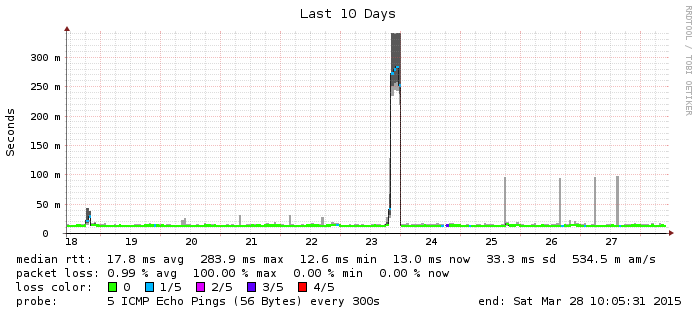 Last 10 Days
RRDTOOL / TOBI OETIKER
Seconds
300 m
250 m
200 m
150 m
100 m
50 m
0
18 19 20 21 22 23 24 25 26 27
median rtt: 17.8 ms avg 283.9 ms max 12.6 ms min 13.0 ms now 33.3 ms sd 534.5 m am/s
packet loss: 0.99 % avg 100.00 % max 0.00 % min 0.00 % now
loss color: 0 1/5 2/5 3/5 4/5
probe: 5 ICMP Echo Pings (56 Bytes) every 300s end: Sat Mar 28 10:05:31 2015